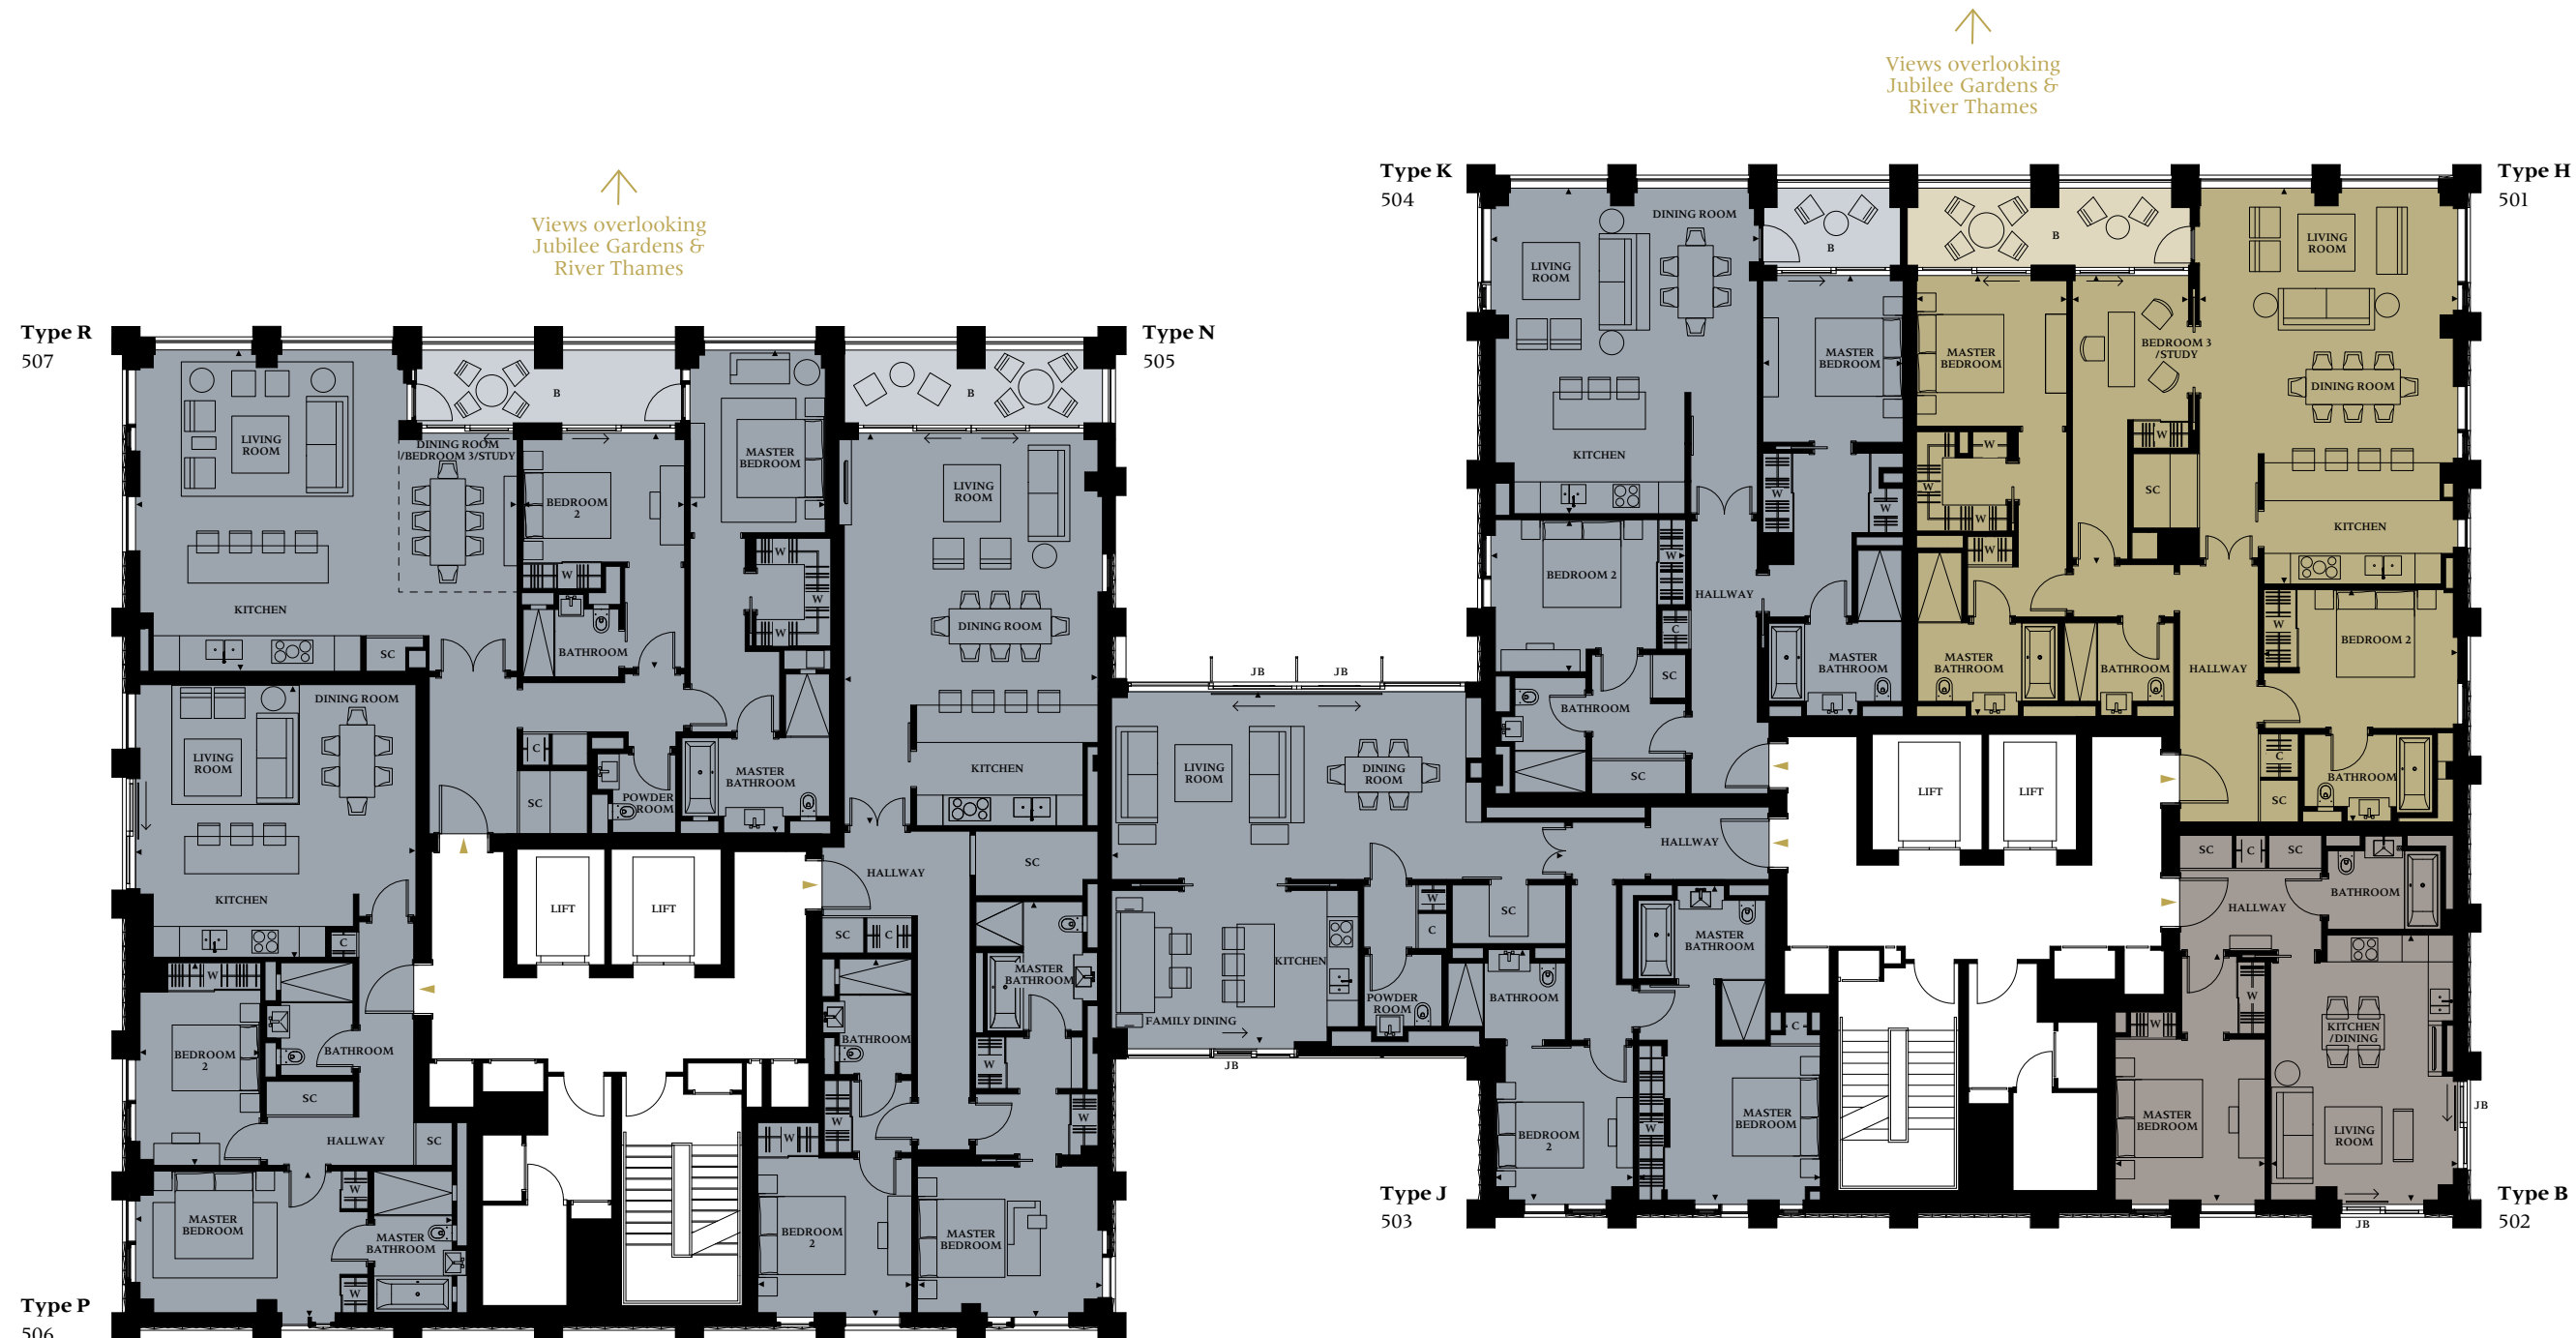 Views overlooking
Jubilee Gardens &
River Thames
Views overlooking
Jubilee Gardens &
River Thames
Type R
507
Type N
505
Type K
504
Type H
501
LIVING
ROOM
DINING ROOM
/BEDROOM 3/STUDY
B
BEDROOM
2
W
BATHROOM
KITCHEN
SC
MASTER
BEDROOM
W
W
W
MASTER
BATHROOM
POWDER
ROOM
C
SC
B
LIVING
ROOM
DINING ROOM
KITCHEN
HALLWAY
SC
SC
C
MASTER
BATHROOM
BATHROOM
W
W
W
W
BEDROOM
2
MASTER
BEDROOM
DINING ROOM
LIVING
ROOM
KITCHEN
C
W
BEDROOM
2
BATHROOM
SC
HALLWAY
SC
MASTER
BEDROOM
W
MASTER
BATHROOM
W
LIFT
LIFT
Type P
506
JB
JB
LIVING
ROOM
DINING
ROOM
HALLWAY
W
C
SC
KITCHEN
FAMILY DINING
JB
POWDER
ROOM
BATHROOM
MASTER
BATHROOM
C
W
BEDROOM
2
MASTER
BEDROOM
Type J
503
DINING ROOM
LIVING
ROOM
B
MASTER
BEDROOM
KITCHEN
W
W
BEDROOM 2
W
C
HALLWAY
SC
BATHROOM
SC
MASTER
BATHROOM
B
LIVING
ROOM
MASTER
BEDROOM
BEDROOM 3
/STUDY
DINING ROOM
W
W
W
W
W
SC
KITCHEN
W
BEDROOM 2
MASTER
BATHROOM
BATHROOM
HALLWAY
C
SC
BATHROOM
LIFT
LIFT
SC
C
SC
BATHROOM
HALLWAY
W
W
KITCHEN
/DINING
MASTER
BEDROOM
LIVING
ROOM
JB
JB
Type B
502